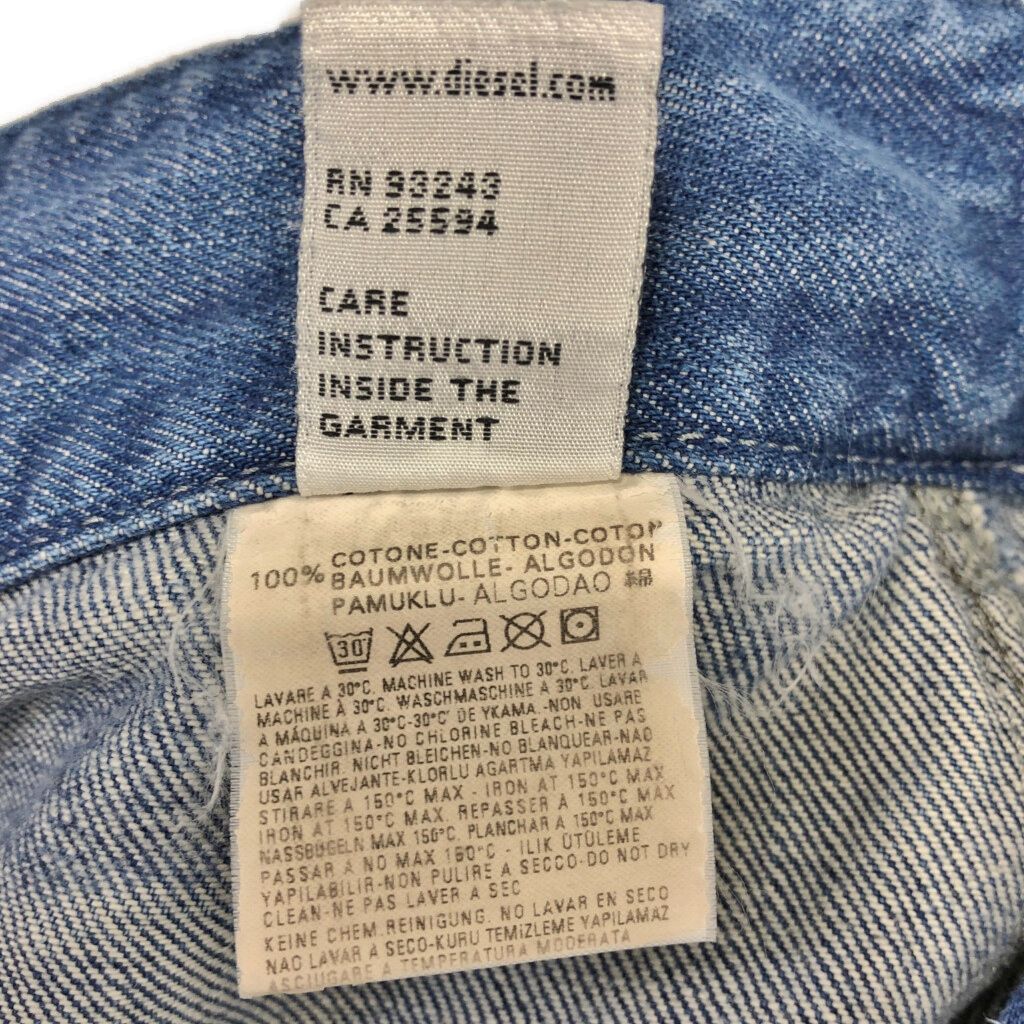 www.diesel.com
RN 93243
CA 25594
CARE
INSTRUCTION
INSIDE THE
GARMENT
COTONE-COTTON-COTON
100% BAUMWOLLE- ALGODON
PAMUKLU- ALGODAO 綿
30
LAVARE A 30°C. MACHINE WASH TO 30°C. LAVER A
MACHINE À 30°C. WASCHMASCHINE À 30°C. LAVAR
A MÁQUINA A 30°C-30°C' DE YKAMA.-NON USARE
CANDEGGINA-NO CHLORINE BLEACH-NE PAS
BLANCHIR. NICHT BLEICHEN-NO BLANQUEAR-NAO
USAR ALVEJANTE-KLORLU AGARTMA YAPILAMAZ
STIRARE A 150°C MAX - IRON AT 150°C MAX
IRON AT 150°C MAX. REPASSER À 150°C MAX
NASSBÜGELN MAX 150°C. PLANCHAR A 150°C MAX
PASSAR A NO MAX 150°C - ILIK ÜTÜLEME
YAPILABILIR-NON PULIRE A SECCO-DO NOT DRY
CLEAN-NE PAS LAVER A SEC
KEINE CHEM.REINIGUNG. NO LAVAR EN SECO
NAO LAVAR A SECO-KURU TEMIZLEME YAPILAMAZ
ASCIUGARE A TEMPERATURA MODERATA